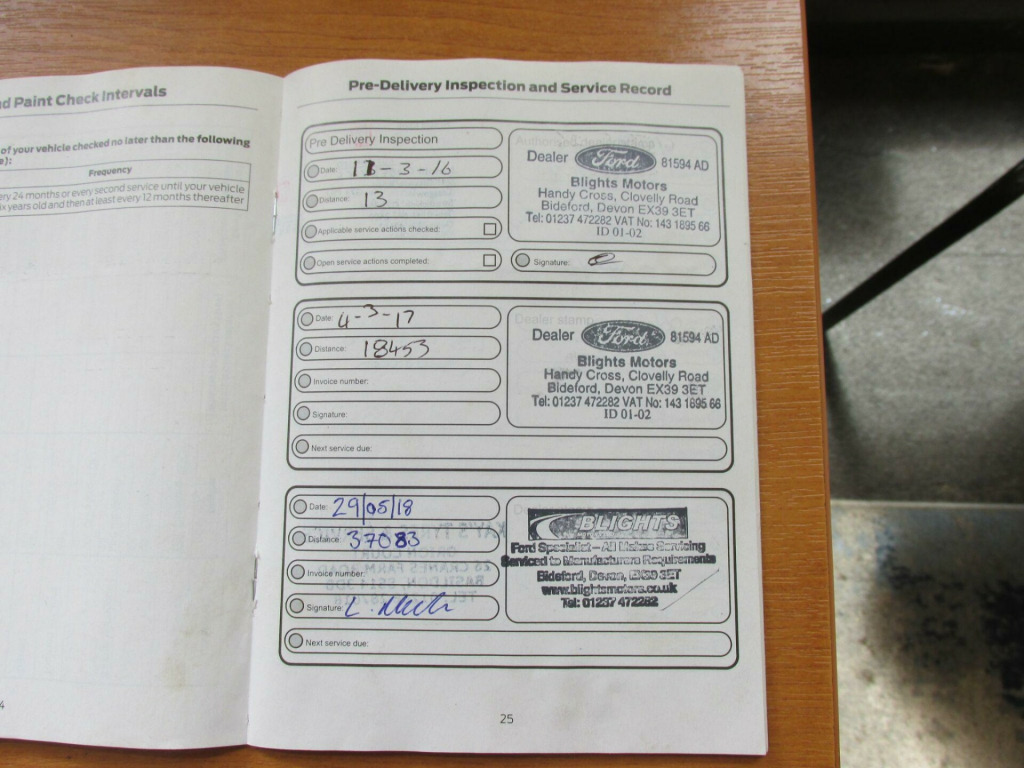 nd Paint Check Intervals
of your vehicle checked no later than the following
e):
Frequency
ery 24 months or every second service until your vehicle
ix years old and then at least every 12 months thereafter
4
Pre-Delivery Inspection and Service Record
Pre Delivery Inspection
Date: 11-3-16
Distance: 13
Applicable service actions checked:
Open service actions completed:
Dealer Ford 81594 AD
Blights Motors
Handy Cross, Clovelly Road
Bideford, Devon EX39 3ET
Tel: 01237 472282 VAT No: 143 1895 66
ID 01-02
Signature:
Date: 4-3-17
Distance: 18453
Invoice number:
Signature:
Next service due:
Dealer stamp
Dealer Ford 81594 AD
Blights Motors
Handy Cross, Clovelly Road
Bideford, Devon EX39 3ET
Tel: 01237 472282 VAT No: 143 1895 66
ID 01-02
Date: 29/05/18
Distance: 37083
Invoice number:
Signature:
Next service due:
BLIGHTS
Ford Specialist - All Makes Servicing
Serviced to Manufacturers Requirements
Bideford, Devon, EX39 3ET
www.blightsmotors.co.uk
Tel: 01237 472282
25